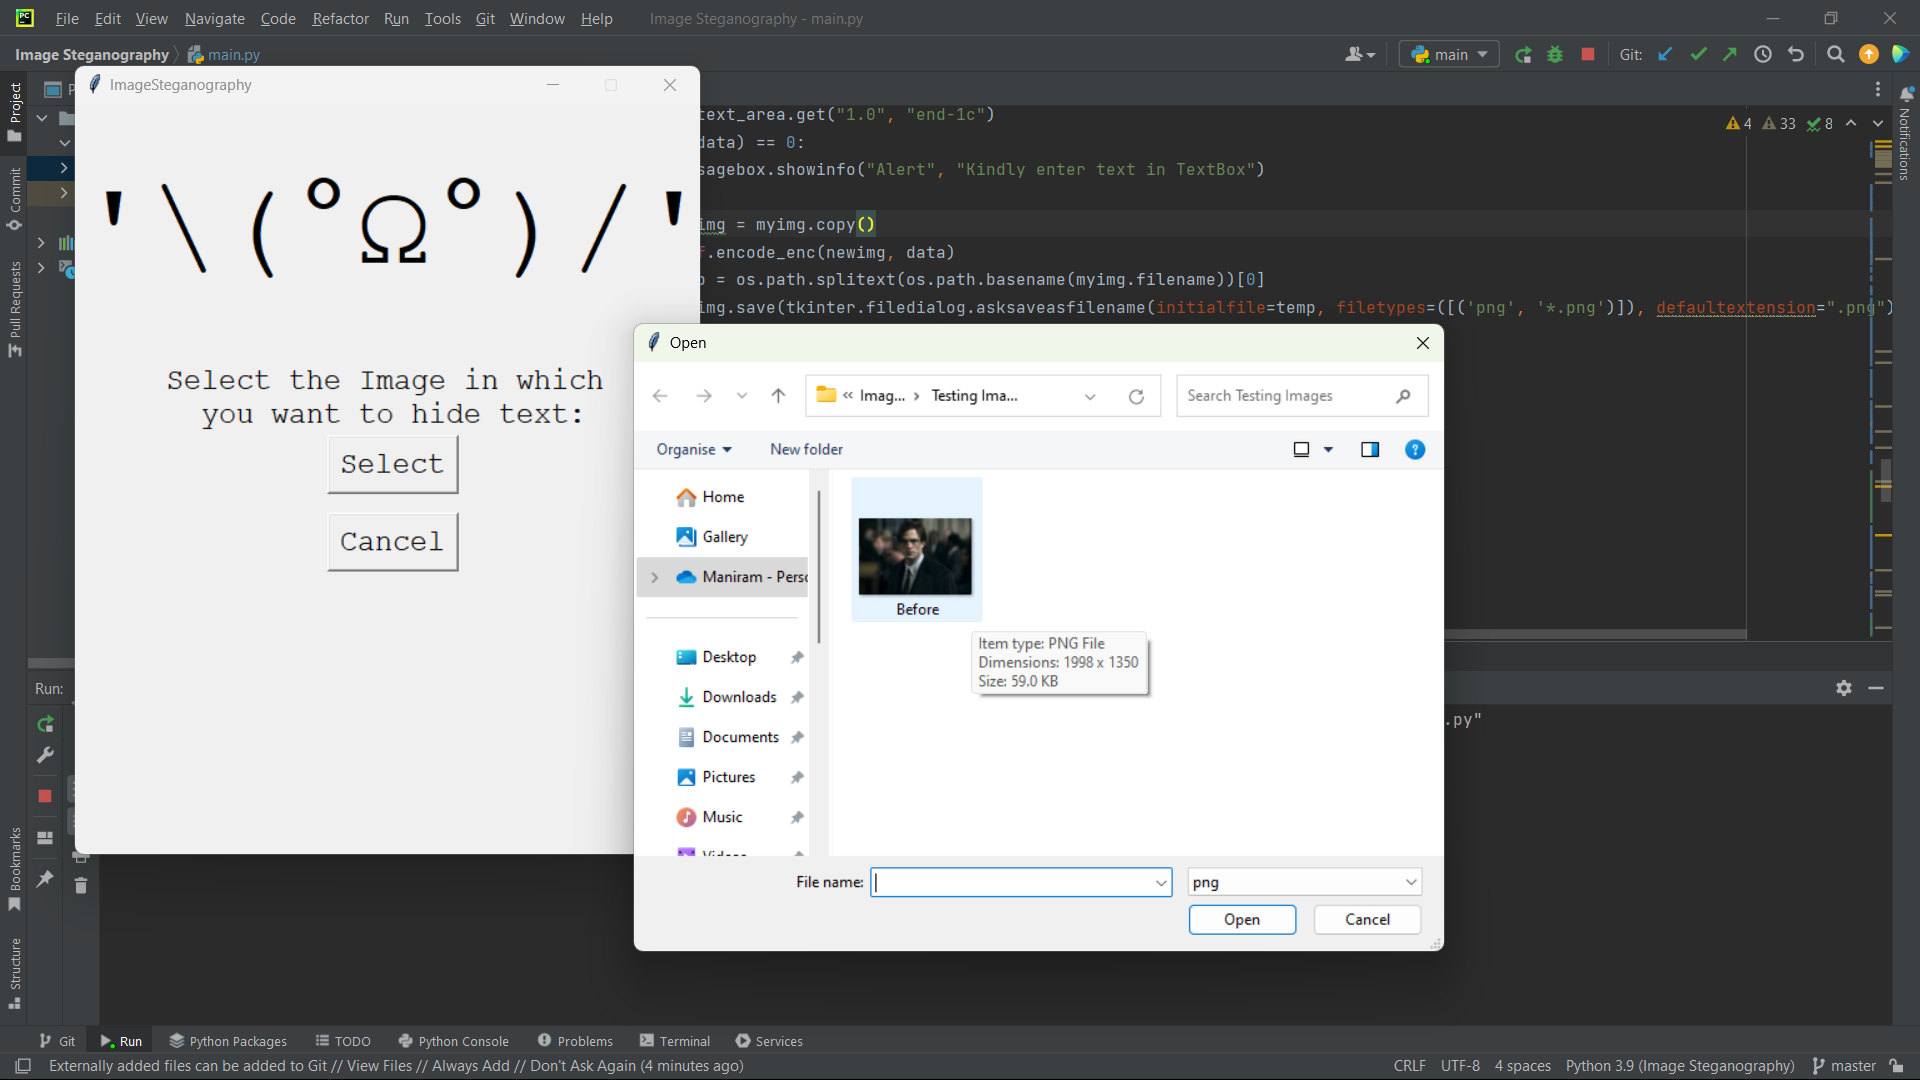 File Edit View Navigate Code Refactor Run Tools Git Window Help Image Steganography - main.py
Image Steganography main.py
main Git:
ImageSteganography
text_area.get("1.0", "end-1c")
data) == 0:
sagebox.showinfo("Alert", "Kindly enter text in TextBox")
img = myimg.copy()
f.encode_enc(newimg, data)
p = os.path.splitext(os.path.basename(myimg.filename))[0]
img.save(tkinter.filedialog.asksaveasfilename(initialfile=temp, filetypes=([('png', '*.png')]), defaultextension=".png")
4 33 8
'\(°Ω°)/'
Select the Image in which
you want to hide text:
Select
Cancel
Open
« Imag... › Testing Ima...
Search Testing Images
Organise New folder
Home
Gallery
Maniram - Perso
Desktop
Downloads
Documents
Pictures
Music
Videos
Before
Item type: PNG File
Dimensions: 1998 x 1350
Size: 59.0 KB
File name:
png
Open Cancel
Project
Commit
Pull Requests
Bookmarks
Structure
Notifications
Run:
.py"
Git Run Python Packages TODO Python Console Problems Terminal Services
Externally added files can be added to Git // View Files // Always Add // Don't Ask Again (4 minutes ago)
CRLF UTF-8 4 spaces Python 3.9 (Image Steganography) master